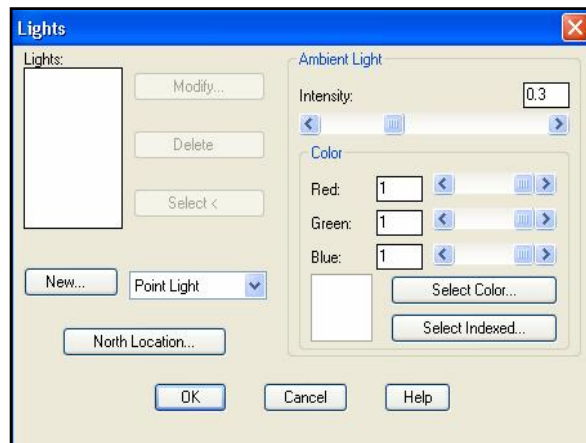 Lights
Lights:
Modify...
Delete
Select <
New...
Point Light
North Location...
Ambient Light
Intensity:
0.3
Color
Red:
1
Green:
1
Blue:
1
Select Color...
Select Indexed...
OK
Cancel
Help